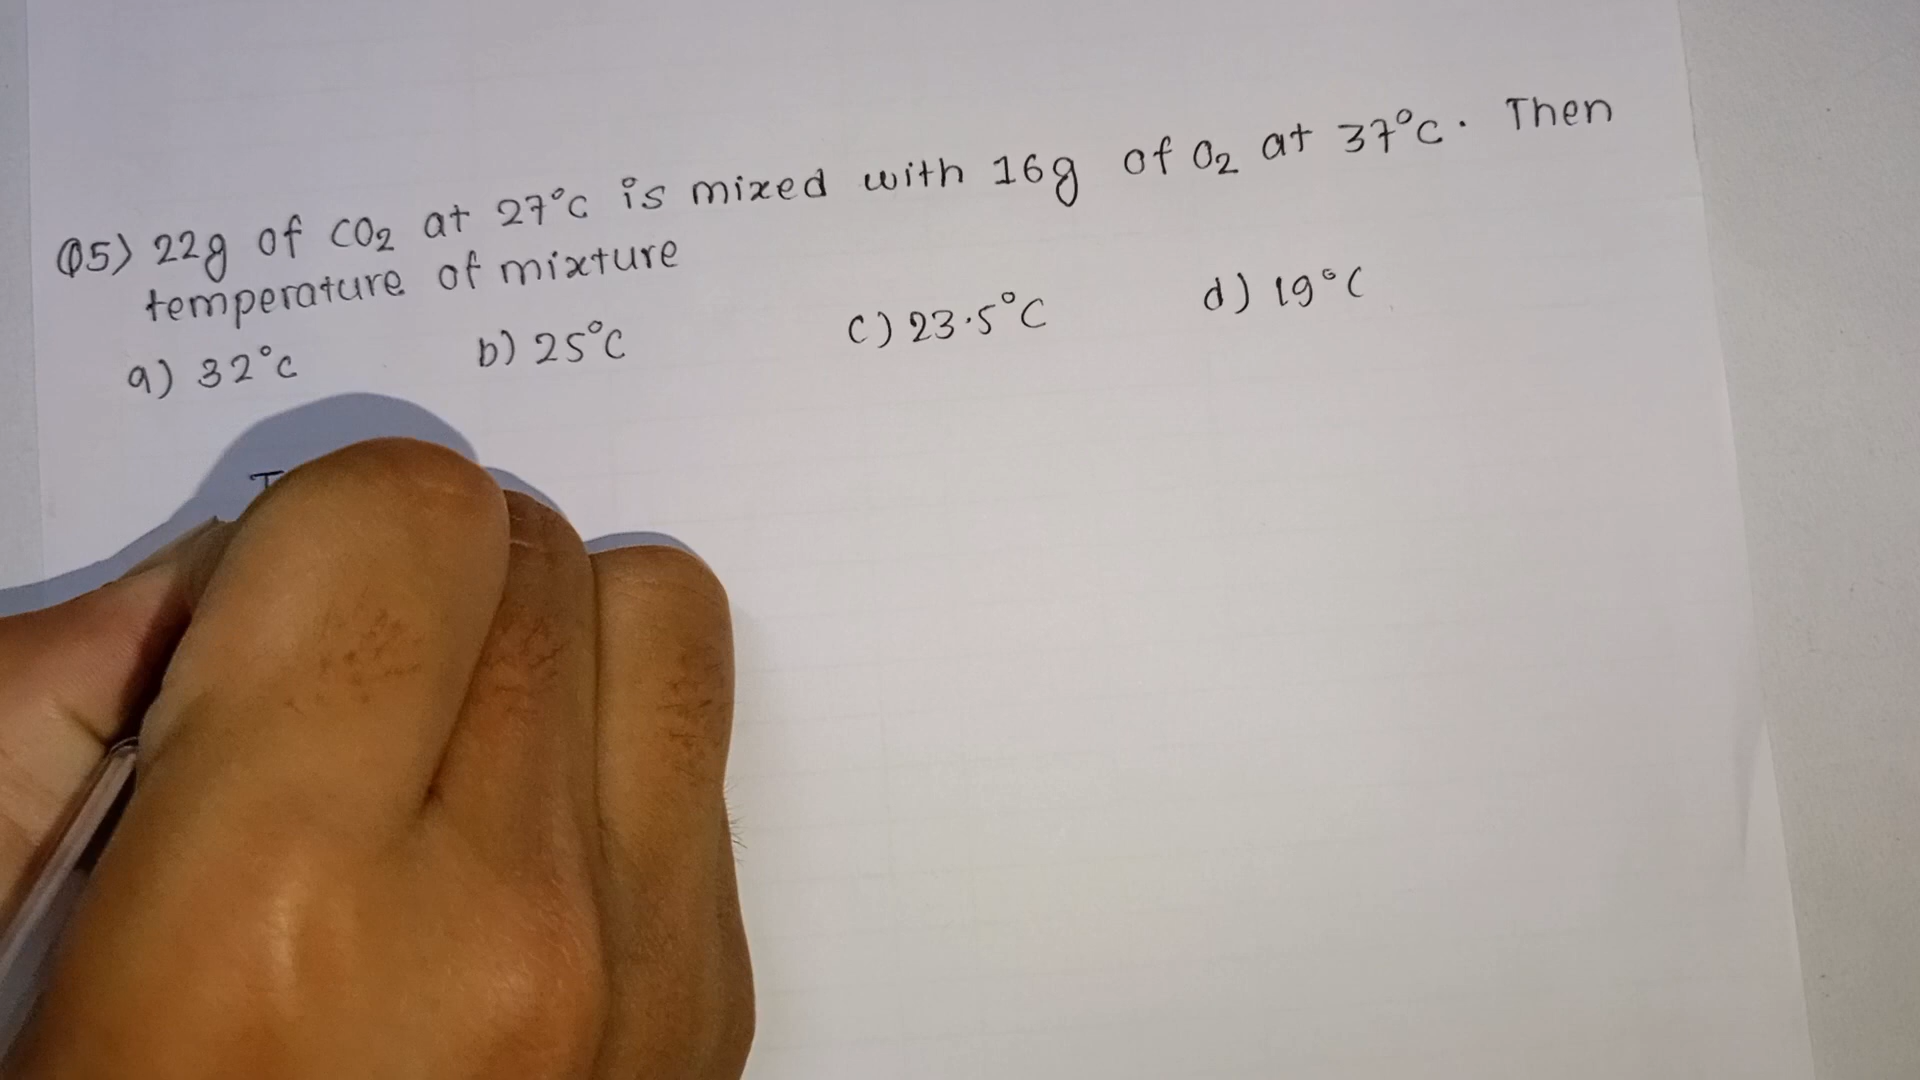 Q5) 22g of CO2 at 27°C is mixed with 16g of O2 at 37°C. Then
temperature of mixture
a) 32°C b) 25°C c) 23.5°C d) 19°C
T